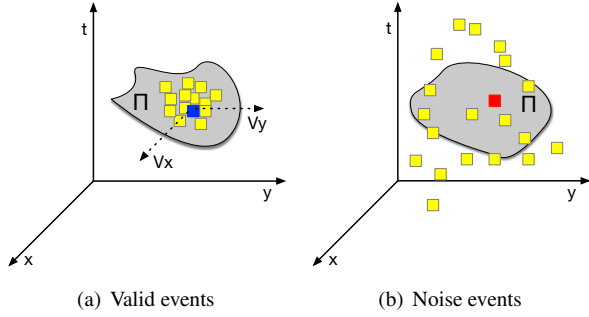 t
Π
Vy
Vx
y
x
(a) Valid events
t
Π
y
x
(b) Noise events